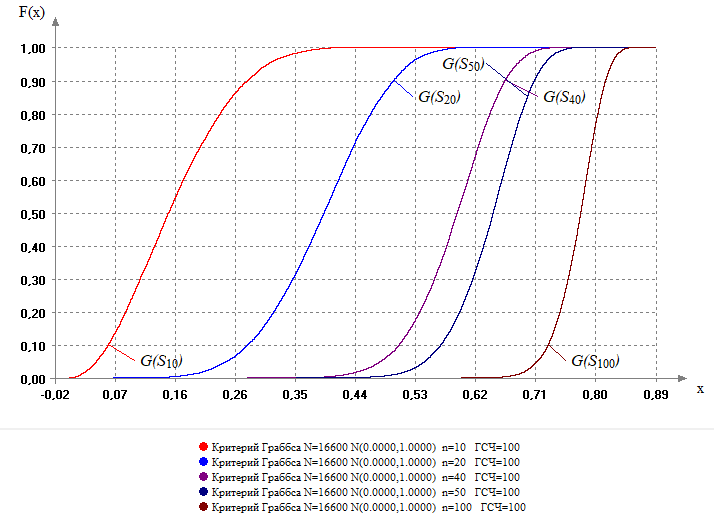 F(x)
1,00
0,90
0,80
0,70
0,60
0,50
0,40
0,30
0,20
0,10
0,00
G(S50)
G(S20)
G(S40)
G(S10)
G(S100)
-0,02 0,07 0,16 0,26 0,35 0,44 0,53 0,62 0,71 0,80 0,89
x
Критерий Граббса N=16600 N(0.0000,1.0000) n=10 ГСЧ=100
Критерий Граббса N=16600 N(0.0000,1.0000) n=20 ГСЧ=100
Критерий Граббса N=16600 N(0.0000,1.0000) n=40 ГСЧ=100
Критерий Граббса N=16600 N(0.0000,1.0000) n=50 ГСЧ=100
Критерий Граббса N=16600 N(0.0000,1.0000) n=100 ГСЧ=100